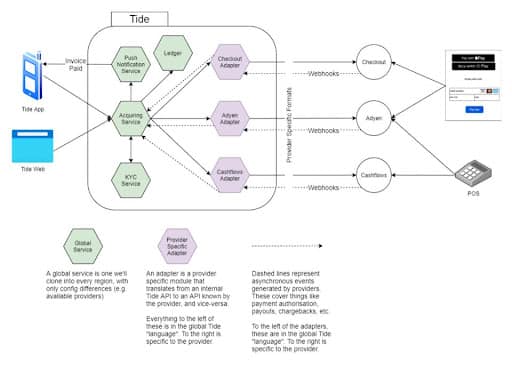 Tide
Invoice
Paid
Push
Notification
Service
Ledger
Checkout
Adapter
Checkout
Webhooks
Tide App
Acquiring
Service
Adyen
Adapter
Provider Specific Formats
Adyen
Webhooks
Tide Web
KYC
Service
Cashflows
Adapter
Cashflows
Webhooks
POS
Global
Service
Provider
Specific
Adapter
A global service is one we'll
clone into every region, with
only config differences (e.g.
available providers)
An adapter is a provider
specific module that
translates from an internal
Tide API to an API known by
the provider, and vice-versa.
Everything to the left of
these is in the global Tide
"language". To the right is
specific to the provider.
Dashed lines represent
asynchronous events
generated by providers.
These cover things like
payment authorisation,
payouts, chargebacks, etc.
To the left of the adapters,
these are in the global Tide
"language". To the right is
specific to the provider.